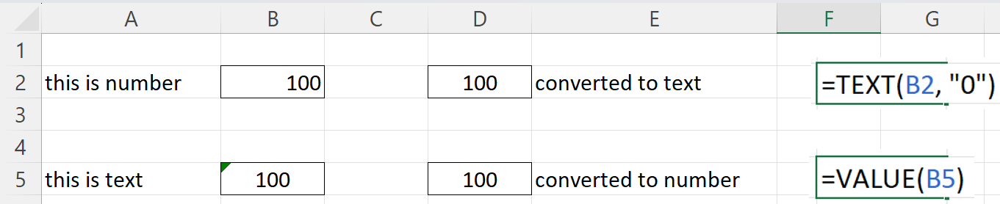 A B C D E F G
1
2 this is number 100 100 converted to text =TEXT(B2, "0")
3
4
5 this is text 100 100 converted to number =VALUE(B5)